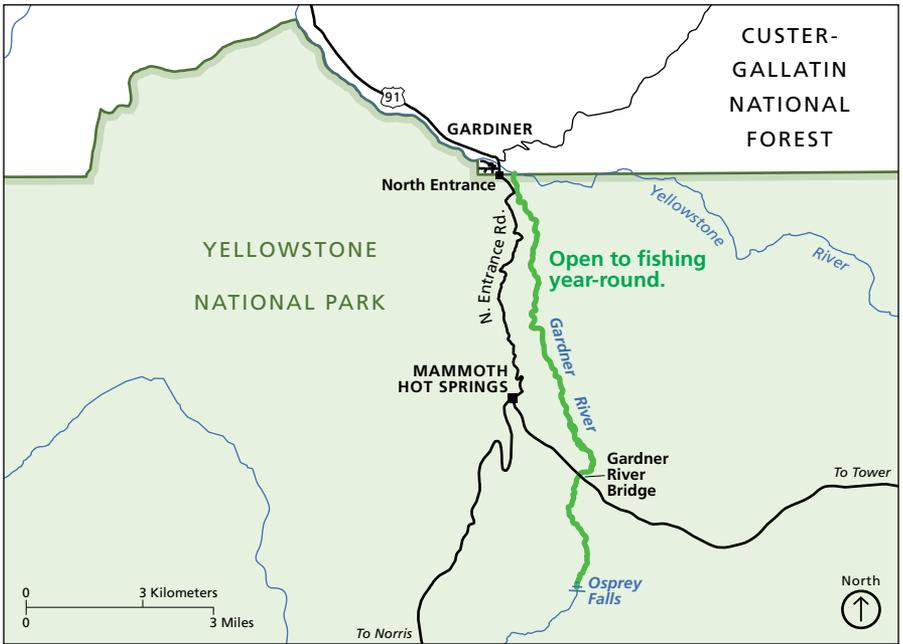 CUSTER-
GALLATIN
NATIONAL
FOREST
91
GARDINER
North Entrance
Yellowstone
River
YELLOWSTONE
NATIONAL PARK
N. Entrance Rd.
Open to fishing
year-round.
Gardner
River
MAMMOTH
HOT SPRINGS
Gardner
River
Bridge
To Tower
Osprey
Falls
North
0 3 Kilometers
0 3 Miles
To Norris